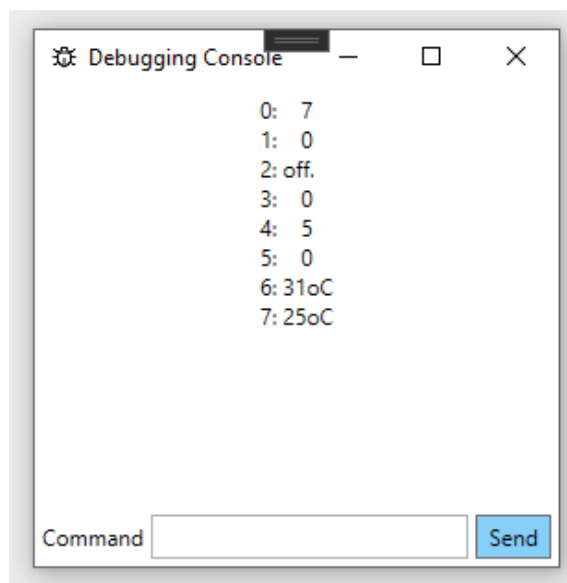 Debugging Console
0: 7
1: 0
2: off.
3: 0
4: 5
5: 0
6: 31oC
7: 25oC
Command Send